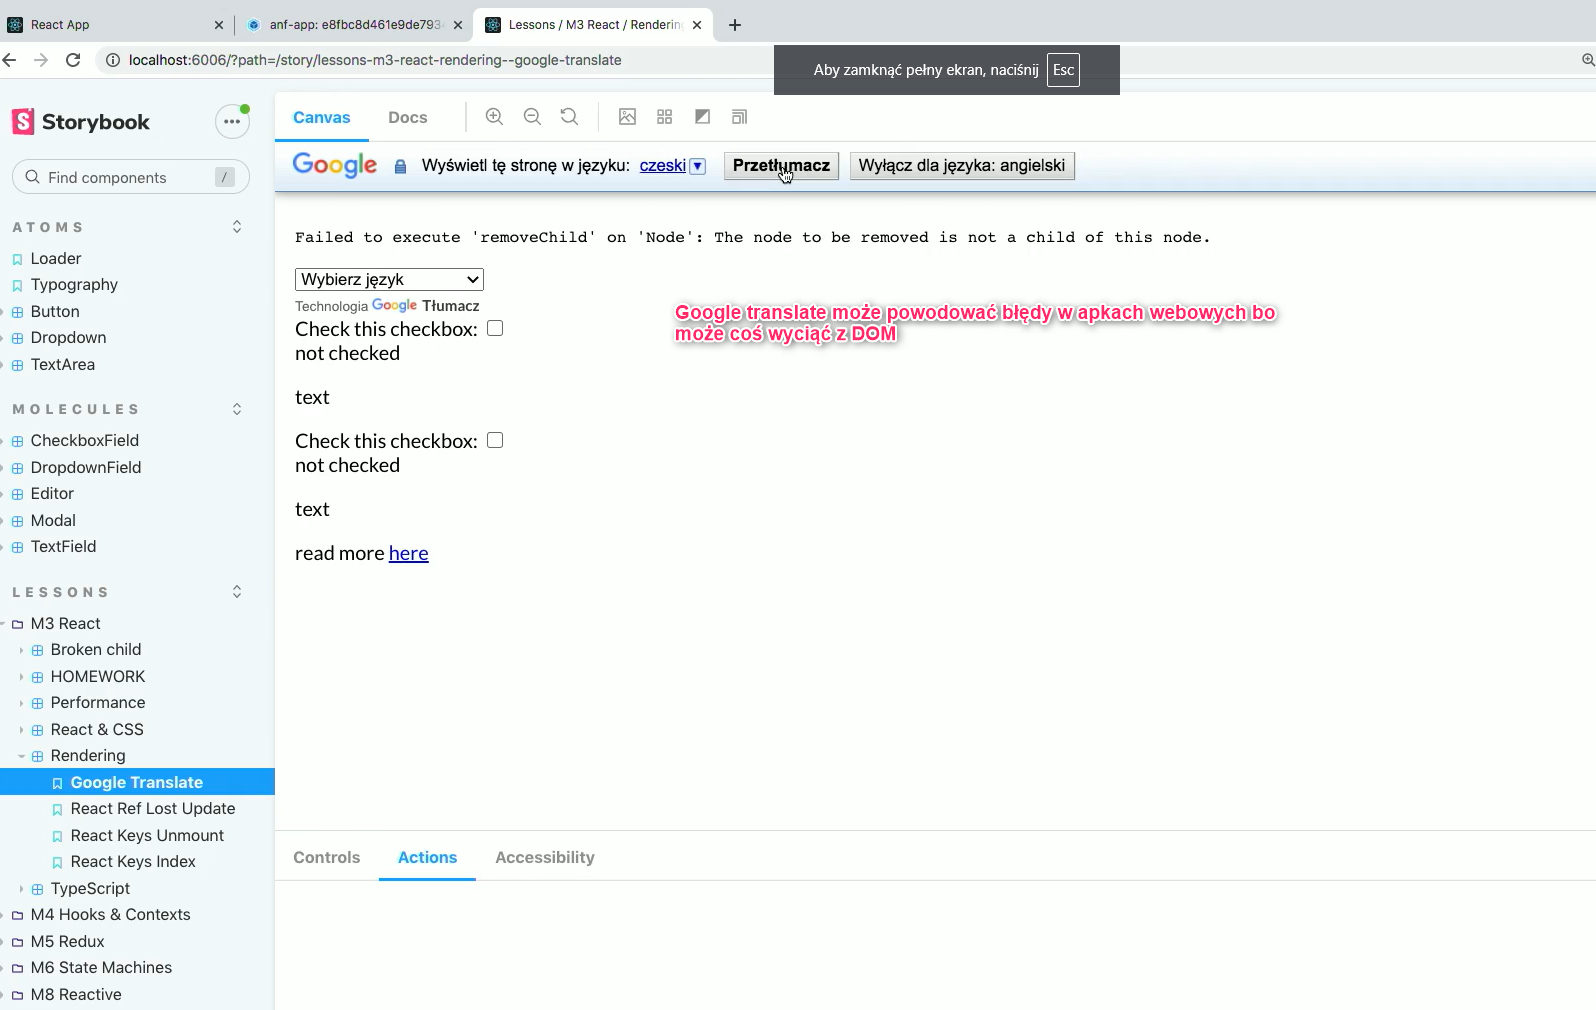 React App
anf-app: e8fbc8d461e9de793
Lessons / M3 React / Renderin
localhost:6006/?path=/story/lessons-m3-react-rendering--google-translate
Aby zamknąć pełny ekran, naciśnij Esc
Storybook
Canvas Docs
Google Wyświetl tę stronę w języku: czeski Przetłumacz Wyłącz dla języka: angielski
Find components /
ATOMS
Loader
Typography
Button
Dropdown
TextArea
MOLECULES
CheckboxField
DropdownField
Editor
Modal
TextField
LESSONS
M3 React
Broken child
HOMEWORK
Performance
React & CSS
Rendering
Google Translate
React Ref Lost Update
React Keys Unmount
React Keys Index
TypeScript
M4 Hooks & Contexts
M5 Redux
M6 State Machines
M8 Reactive
Failed to execute 'removeChild' on 'Node': The node to be removed is not a child of this node.
Wybierz język
Technologia Google Tłumacz
Check this checkbox:
not checked
text
Check this checkbox:
not checked
text
read more here
Google translate może powodować błędy w apkach webowych bo
może coś wyciąć z DOM
Controls Actions Accessibility